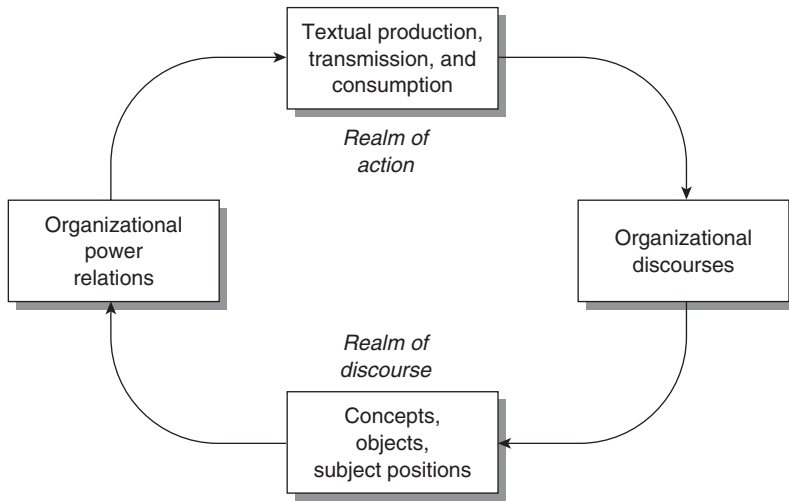 Textual production,
transmission, and
consumption
Realm of
action
Organizational
power
relations
Organizational
discourses
Realm of
discourse
Concepts,
objects,
subject positions